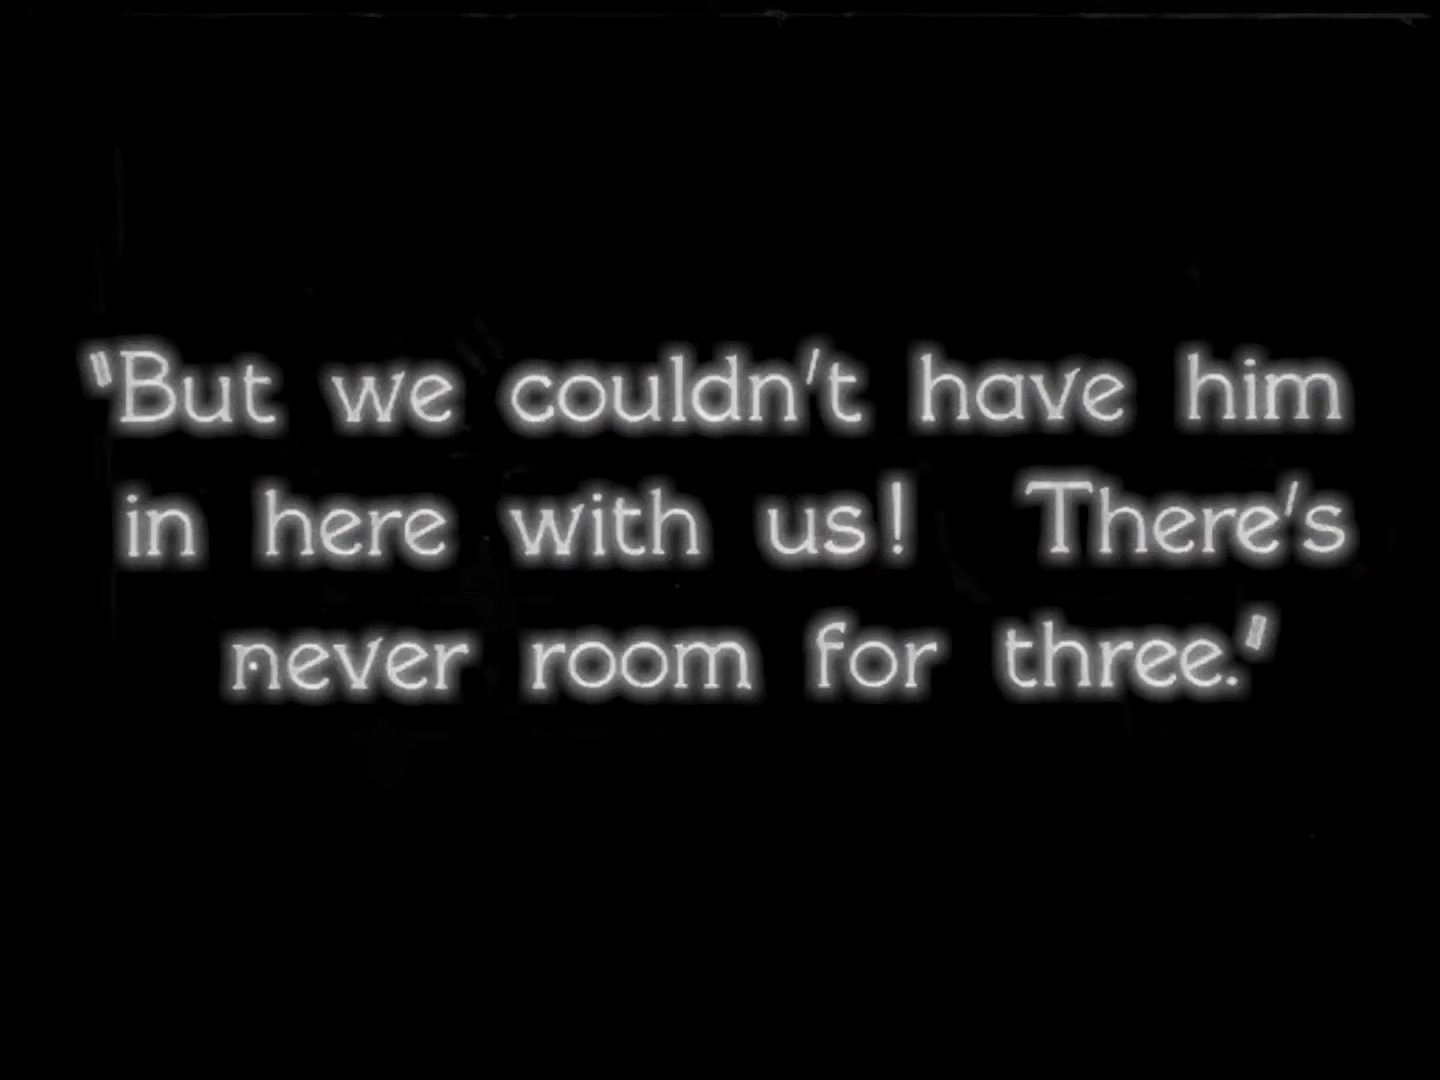 "But we couldn't have him
in here with us! There's
never room for three."